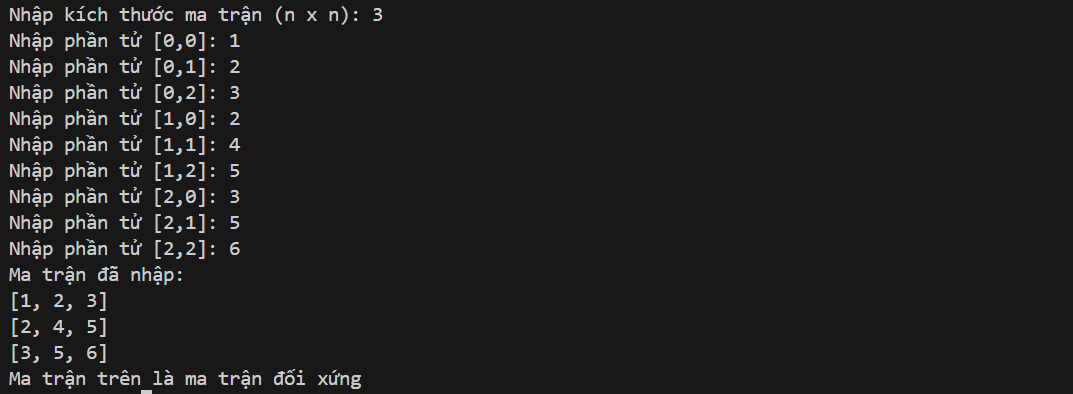 Nhập kích thước ma trận (n x n): 3
Nhập phần tử [0,0]: 1
Nhập phần tử [0,1]: 2
Nhập phần tử [0,2]: 3
Nhập phần tử [1,0]: 2
Nhập phần tử [1,1]: 4
Nhập phần tử [1,2]: 5
Nhập phần tử [2,0]: 3
Nhập phần tử [2,1]: 5
Nhập phần tử [2,2]: 6
Ma trận đã nhập:
[1, 2, 3]
[2, 4, 5]
[3, 5, 6]
Ma trận trên là ma trận đối xứng